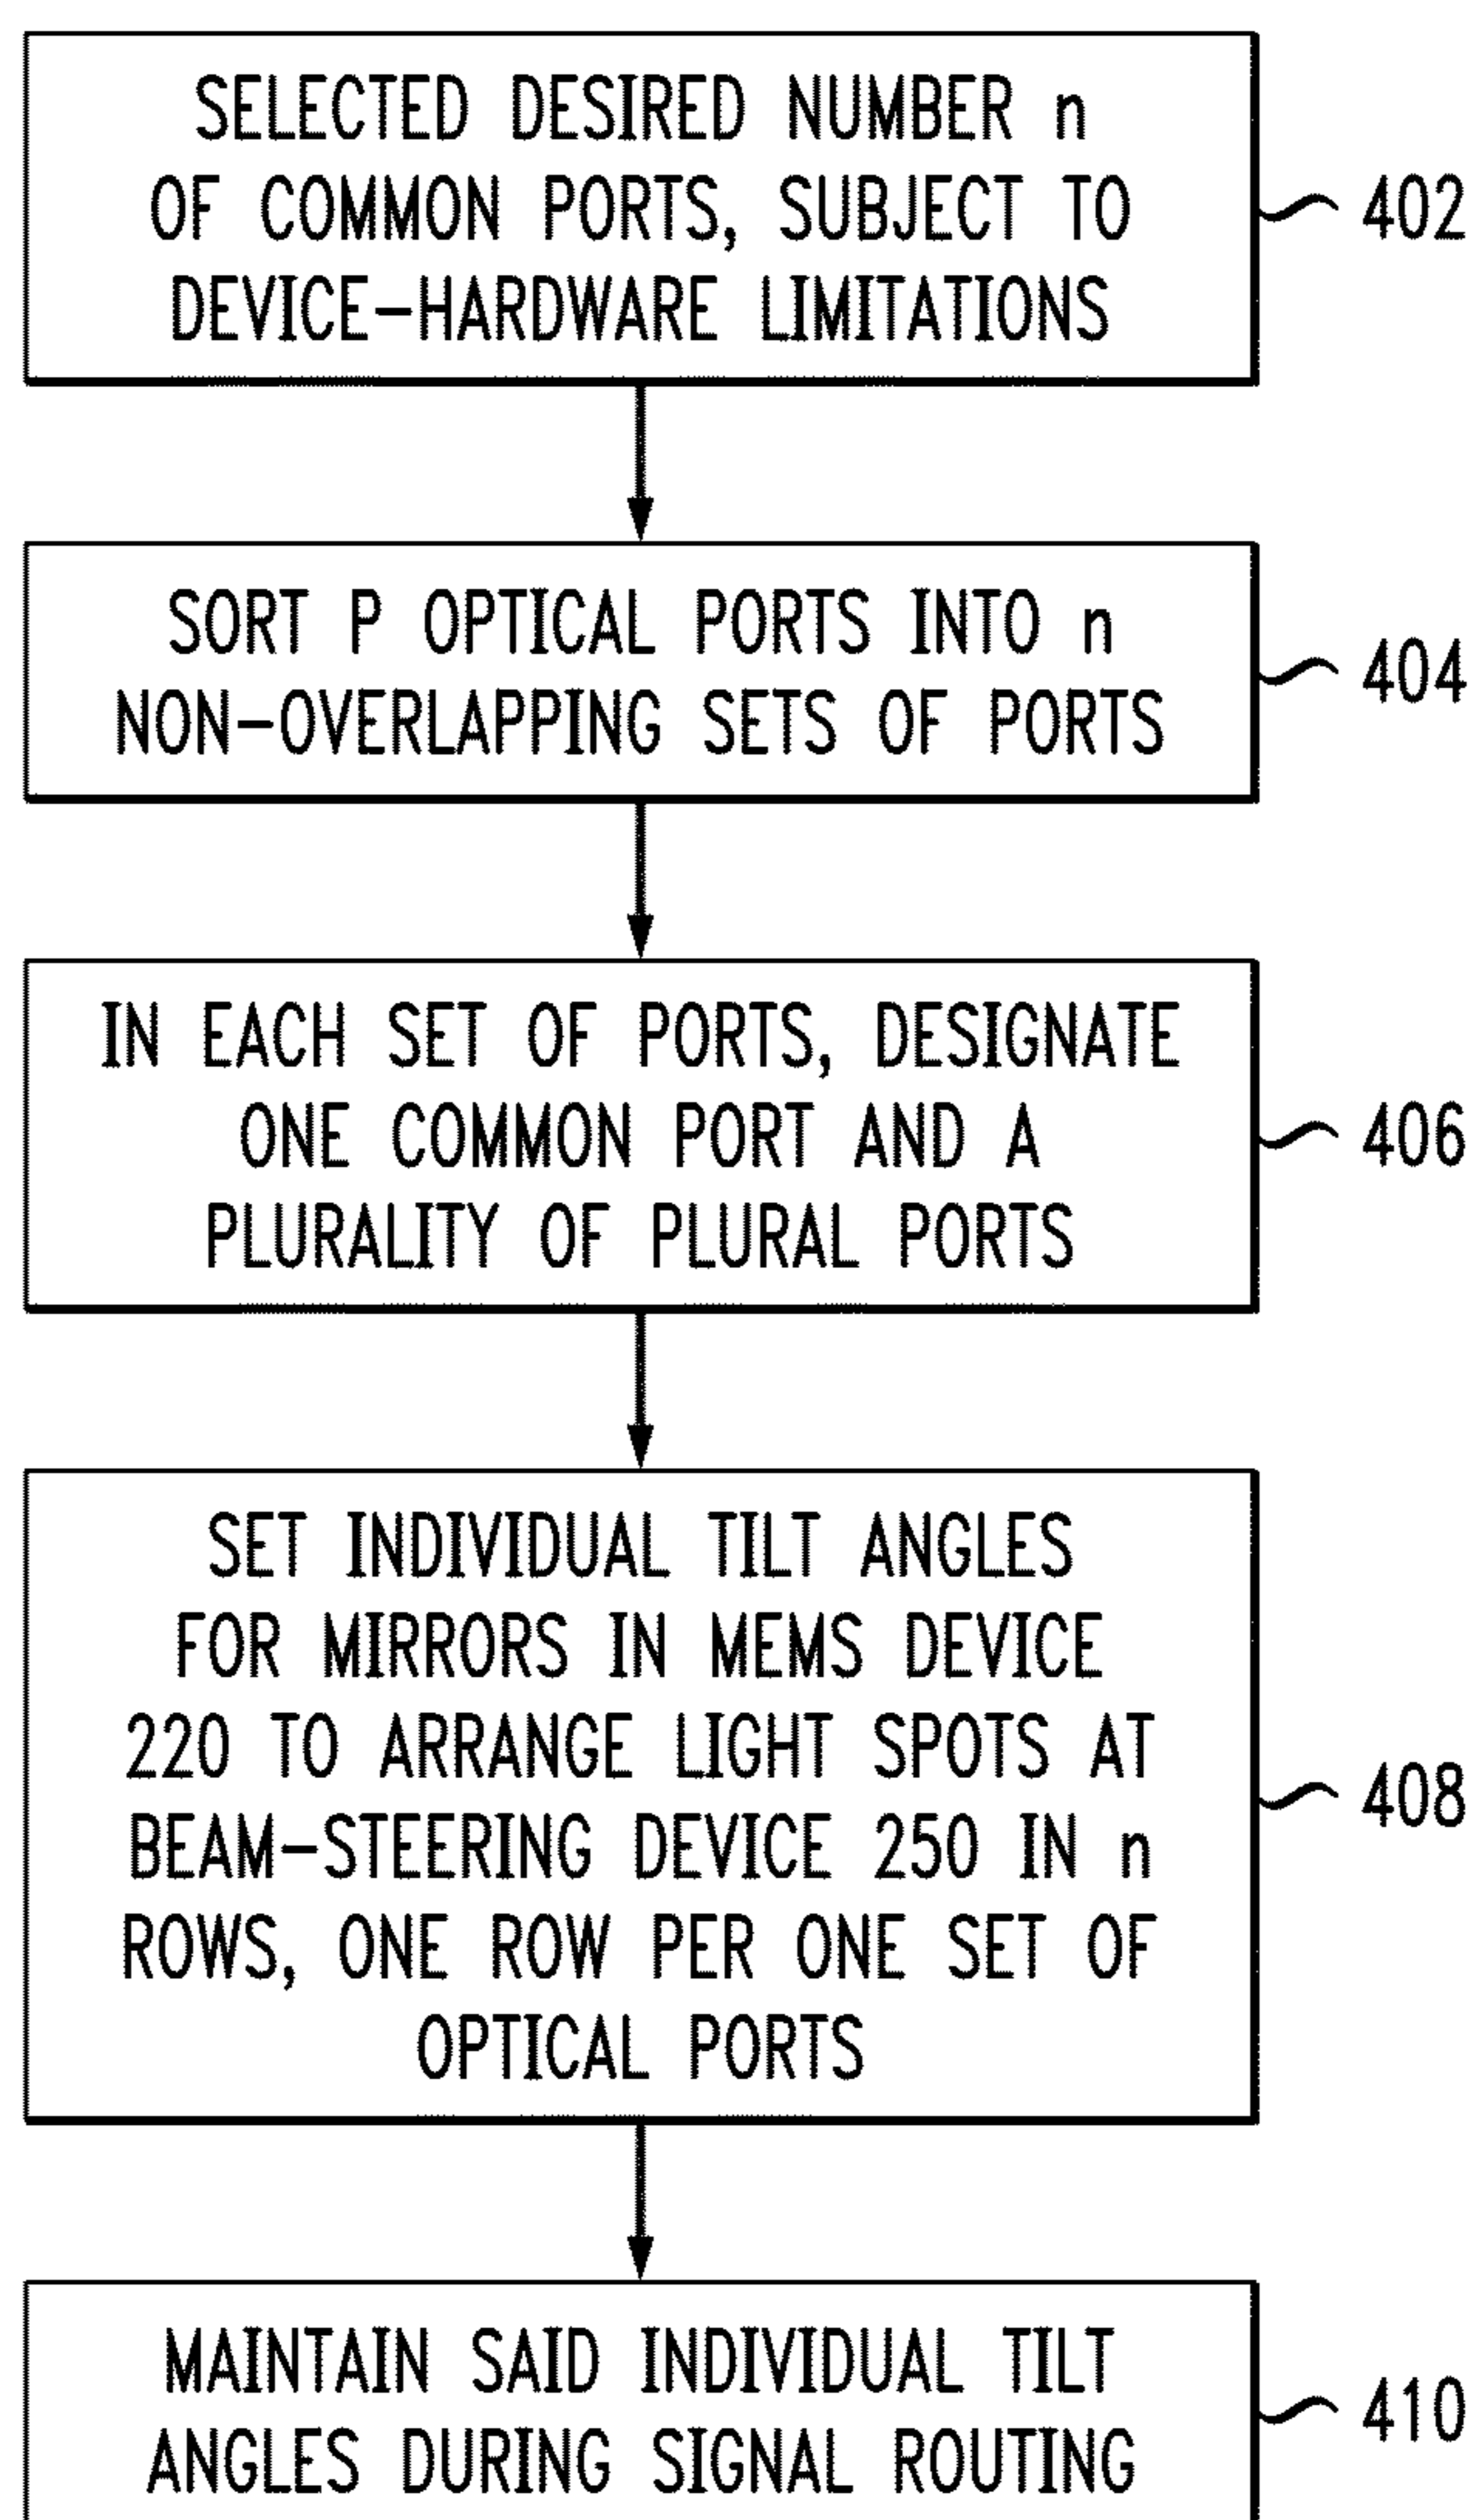 SELECTED DESIRED NUMBER n
OF COMMON PORTS, SUBJECT TO
DEVICE-HARDWARE LIMITATIONS
402
SORT P OPTICAL PORTS INTO n
NON-OVERLAPPING SETS OF PORTS
404
IN EACH SET OF PORTS, DESIGNATE
ONE COMMON PORT AND A
PLURALITY OF PLURAL PORTS
406
SET INDIVIDUAL TILT ANGLES
FOR MIRRORS IN MEMS DEVICE
220 TO ARRANGE LIGHT SPOTS AT
BEAM-STEERING DEVICE 250 IN n
ROWS, ONE ROW PER ONE SET OF
OPTICAL PORTS
408
MAINTAIN SAID INDIVIDUAL TILT
ANGLES DURING SIGNAL ROUTING
410